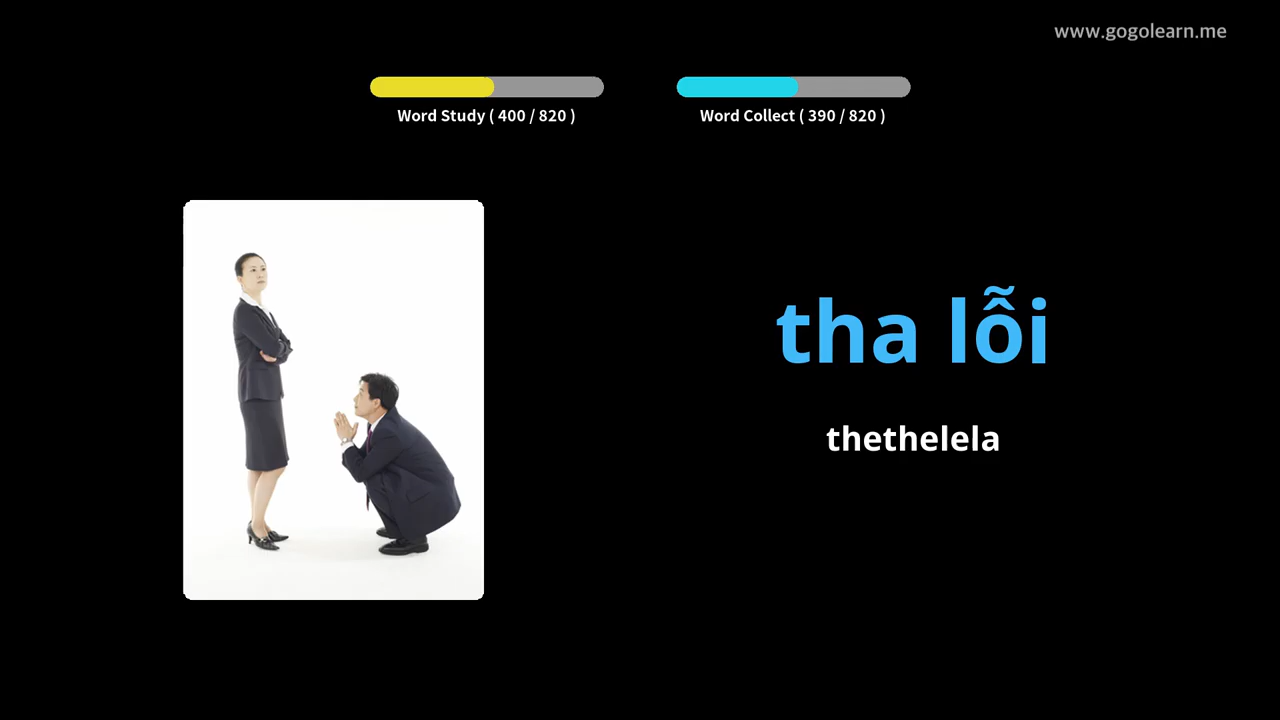 www.gogolearn.me
Word Study ( 400 / 820 )
Word Collect ( 390 / 820 )
tha lỗi
thethelela